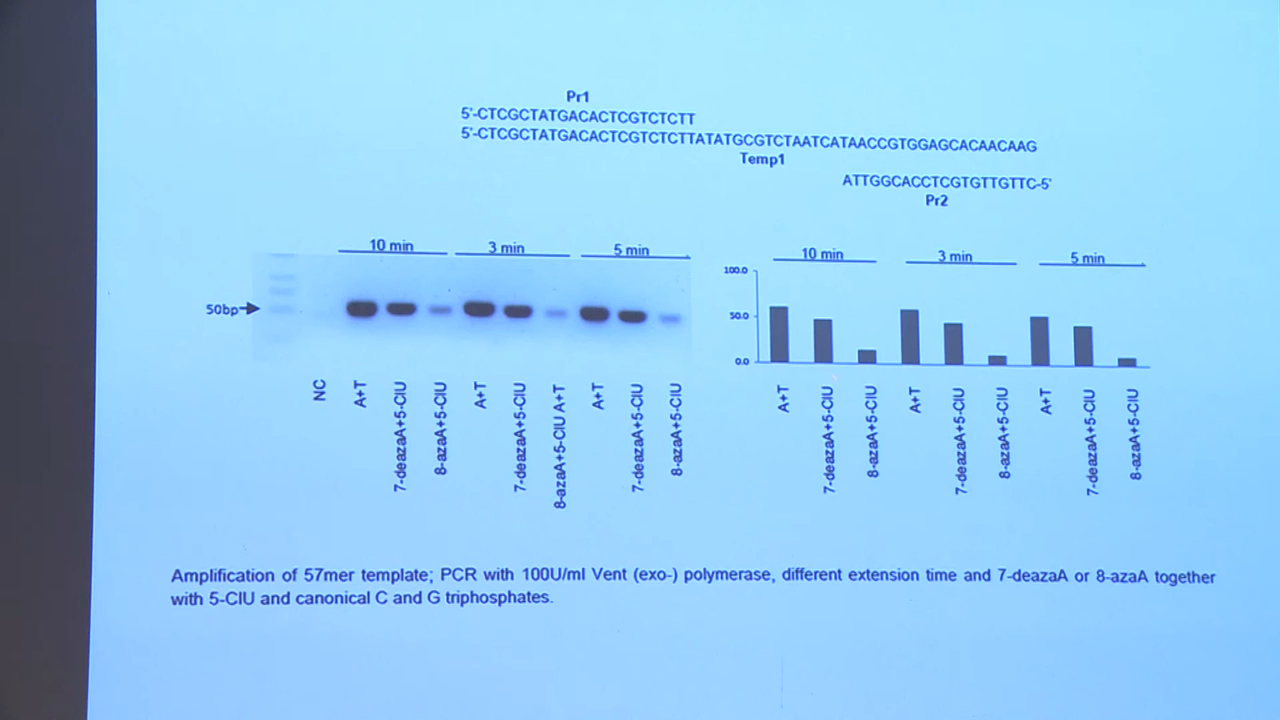 Pr1
5'-CTCGCTATGACACTCGTCTCTT
5'-CTCGCTATGACACTCGTCTCTTATATGCGTCTAATCATAACCGTGGAGCACAACAAG
Temp1
ATTGGCACCTCGTGTTGTTC-5'
Pr2
10 min
3 min
5 min
50bp
NC
A+T
7-deazaA+5-ClU
8-azaA+5-ClU
A+T
7-deazaA+5-ClU
8-azaA+5-ClU A+T
A+T
7-deazaA+5-ClU
8-azaA+5-ClU
10 min
3 min
5 min
100.0
50.0
0.0
A+T
7-deazaA+5-ClU
8-azaA+5-ClU
A+T
7-deazaA+5-ClU
8-azaA+5-ClU
A+T
7-deazaA+5-ClU
8-azaA+5-ClU
Amplification of 57mer template; PCR with 100U/ml Vent (exo-) polymerase, different extension time and 7-deazaA or 8-azaA together
with 5-ClU and canonical C and G triphosphates.